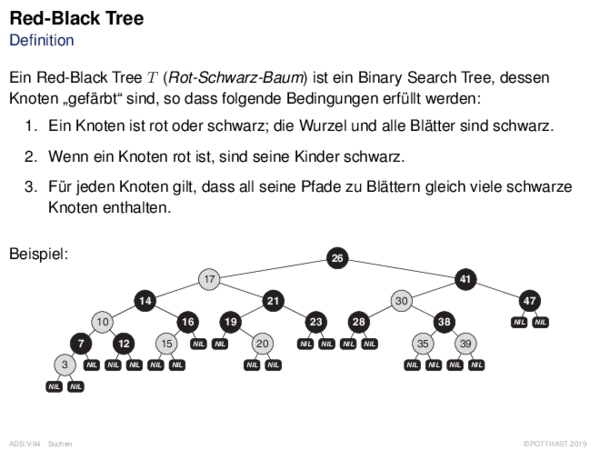 Red-Black Tree
Definition
Ein Red-Black Tree T (Rot-Schwarz-Baum) ist ein Binary Search Tree, dessen
Knoten „gefärbt“ sind, so dass folgende Bedingungen erfüllt werden:
1. Ein Knoten ist rot oder schwarz; die Wurzel und alle Blätter sind schwarz.
2. Wenn ein Knoten rot ist, sind seine Kinder schwarz.
3. Für jeden Knoten gilt, dass all seine Pfade zu Blättern gleich viele schwarze
Knoten enthalten.
Beispiel:
26
17 41
14 21 30 47
10 16 19 23 28 38 NIL NIL
7 12 15 NIL NIL 20 NIL NIL NIL NIL 35 39
3 NIL NIL NIL NIL NIL NIL NIL NIL NIL NIL NIL
NIL NIL
ADS:V-94 Suchen ©POTTHAST 2019